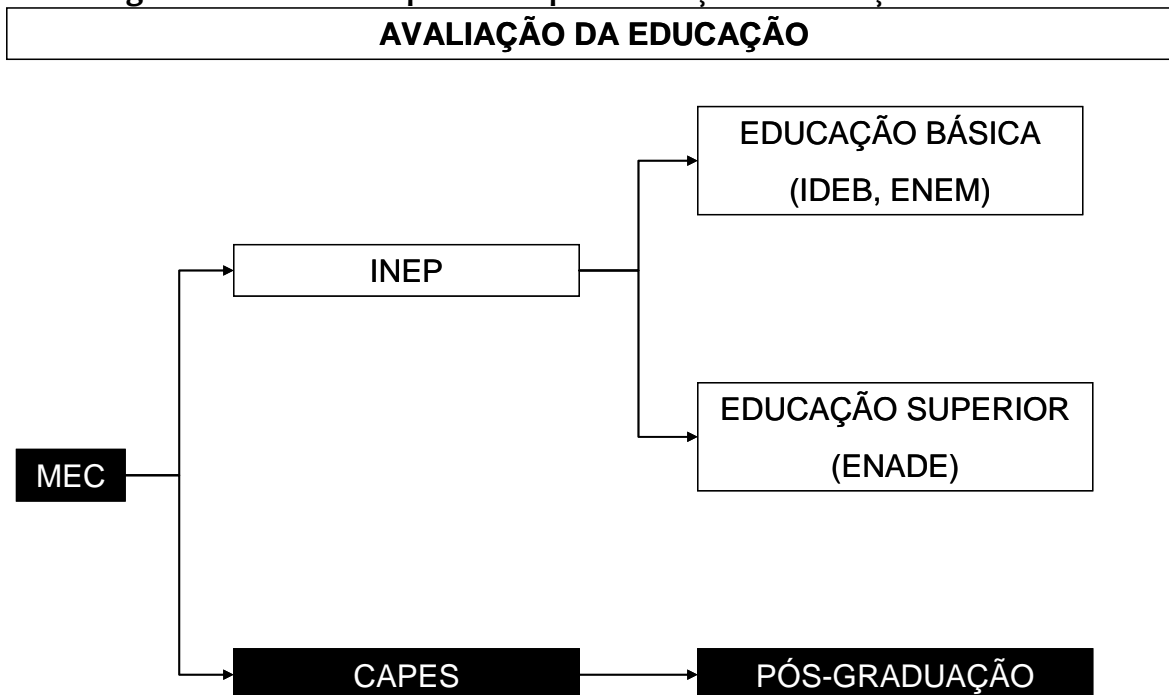 AVALIAÇÃO DA EDUCAÇÃO
EDUCAÇÃO BÁSICA
(IDEB, ENEM)
INEP
EDUCAÇÃO SUPERIOR
(ENADE)
MEC
CAPES
PÓS-GRADUAÇÃO